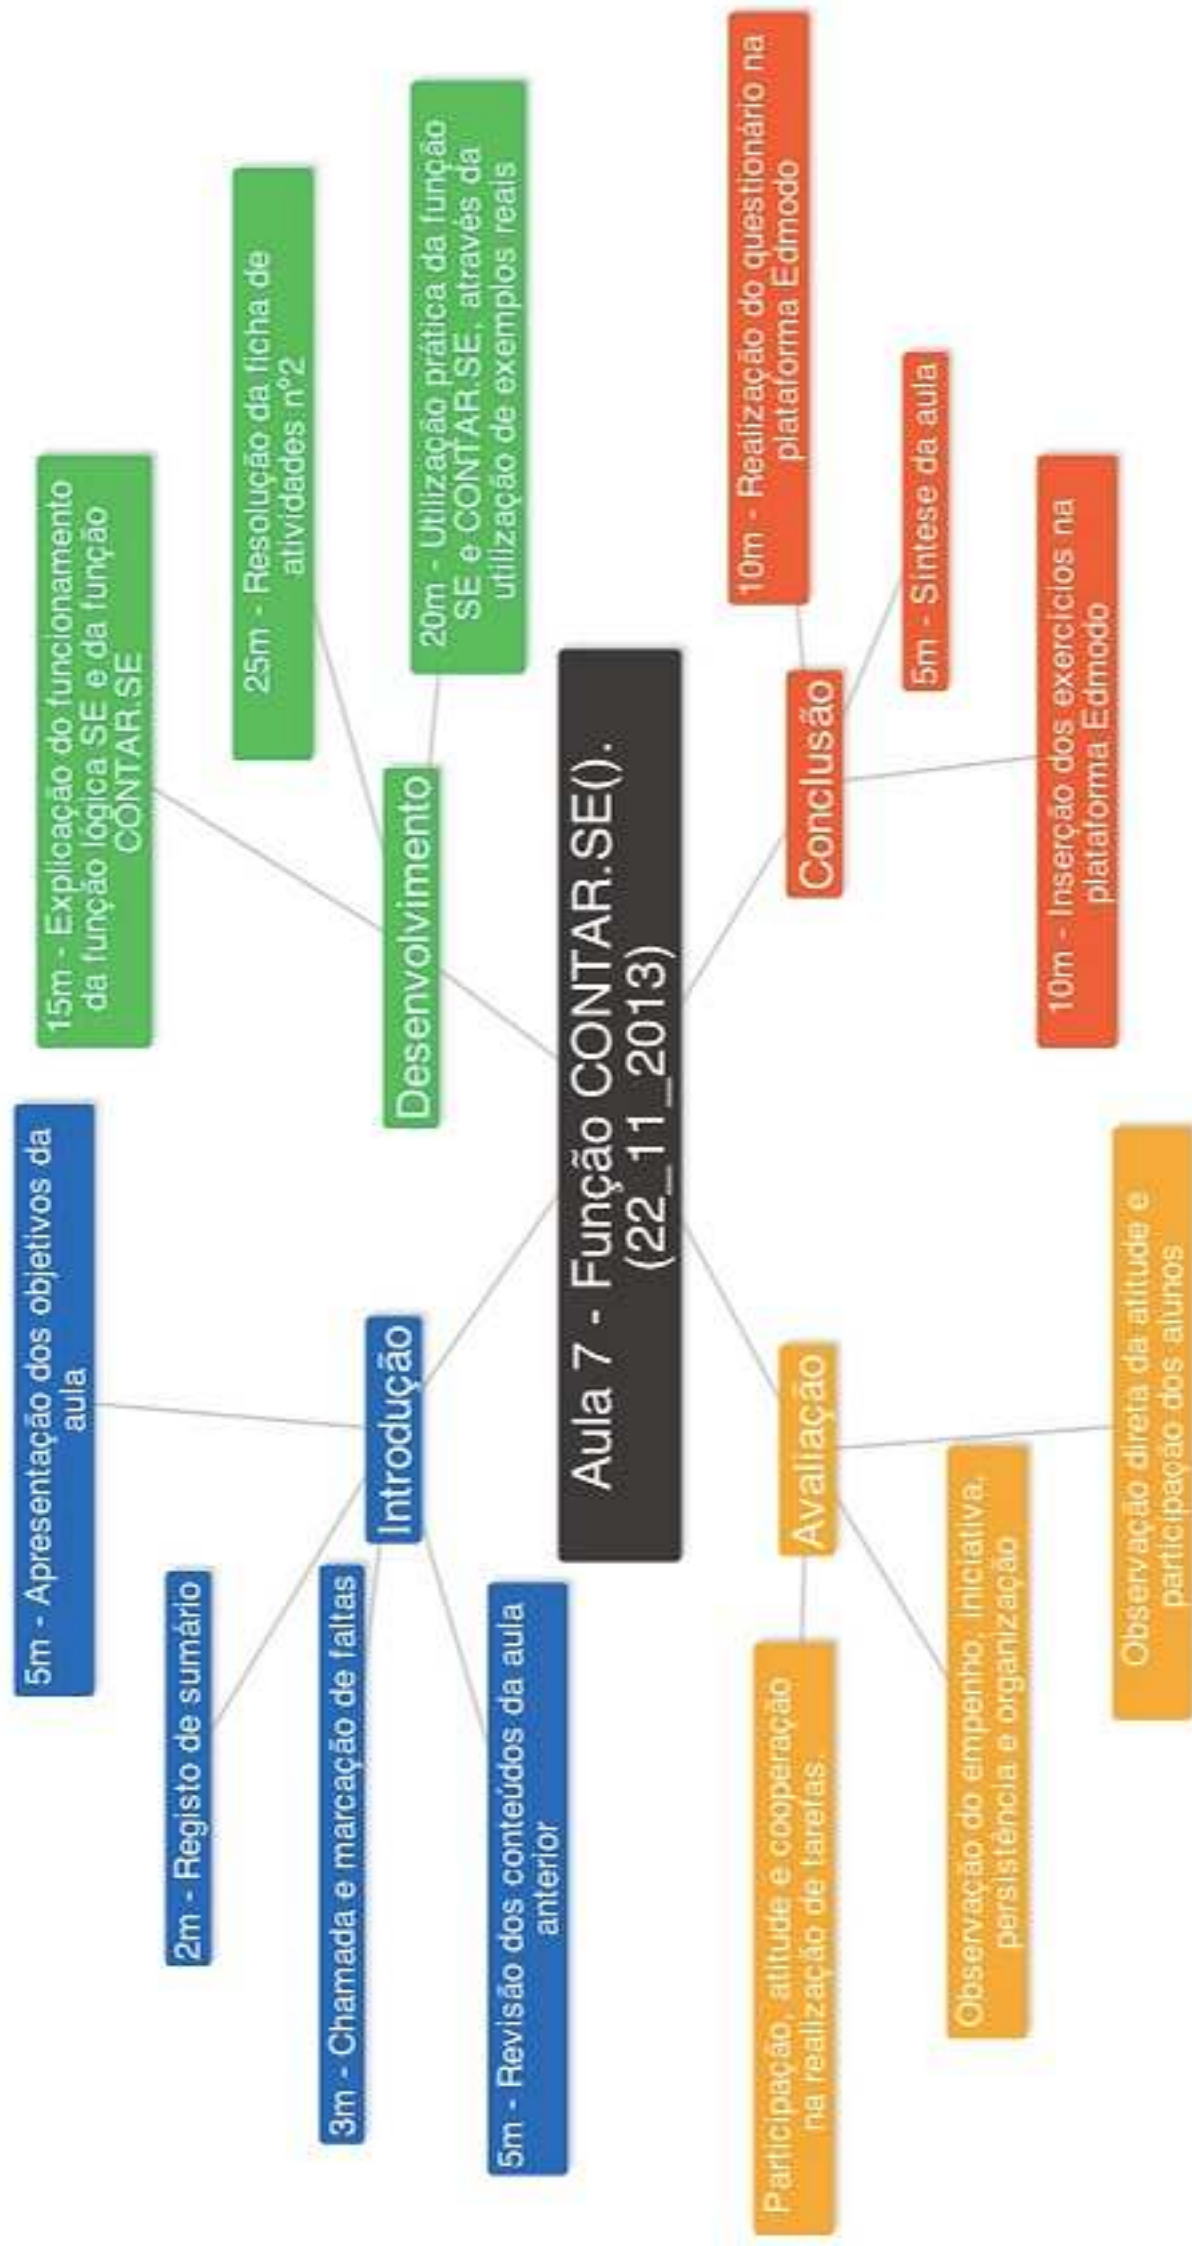 Aula 7 - Função CONTAR.SE().
(22_11_2013)
Introdução
5m - Apresentação dos objetivos da
aula
2m - Registo de sumário
3m - Chamada e marcação de faltas
5m - Revisão dos conteúdos da aula
anterior
Desenvolvimento
15m - Explicação do funcionamento
da função lógica SE e da função
CONTAR.SE
25m - Resolução da ficha de
atividades nº2
20m - Utilização prática da função
SE e CONTAR.SE, através da
utilização de exemplos reais
Conclusão
10m - Realização do questionário na
plataforma Edmodo
5m - Síntese da aula
10m - Inserção dos exercícios na
plataforma Edmodo
Avaliação
Participação, atitude e cooperação
na realização de tarefas.
Observação do empenho, iniciativa,
persistência e organização
Observação direta da atitude e
participação dos alunos